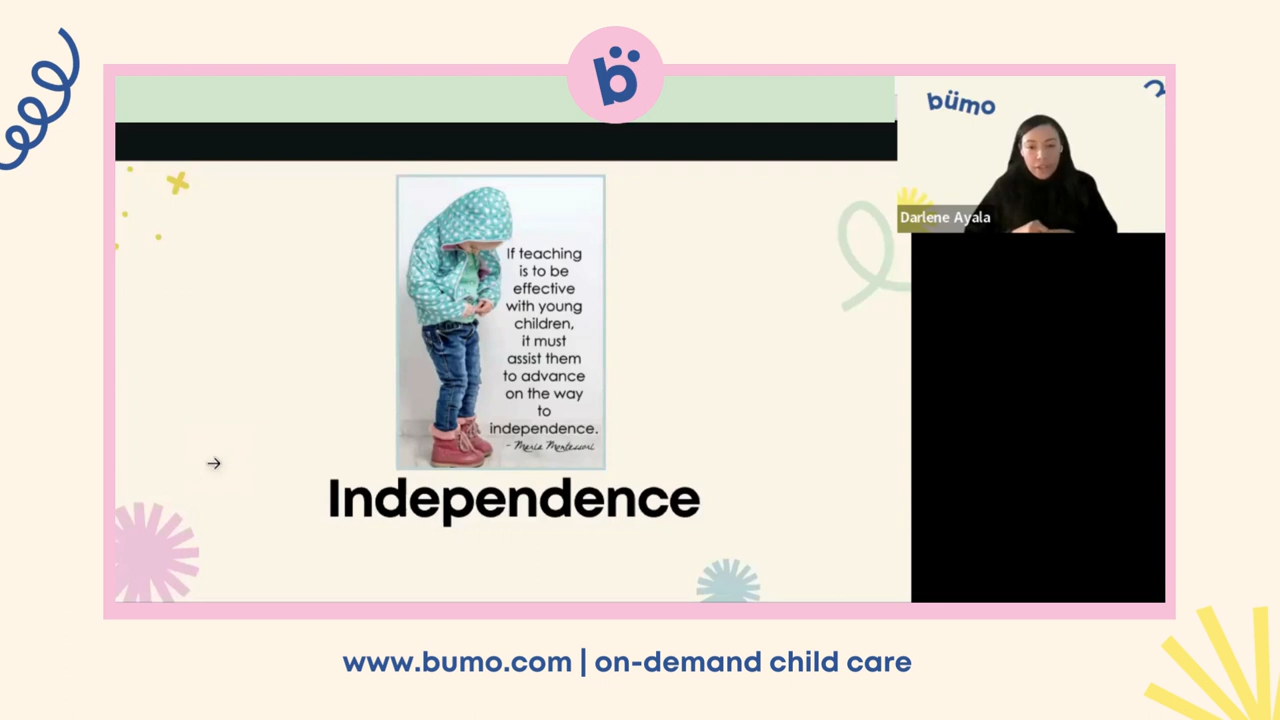 b̈
bümo
Darlene Ayala
If teaching
is to be
effective
with young
children,
it must
assist them
to advance
on the way
to
independence.
- Maria Montessori
Independence
www.bumo.com | on-demand child care